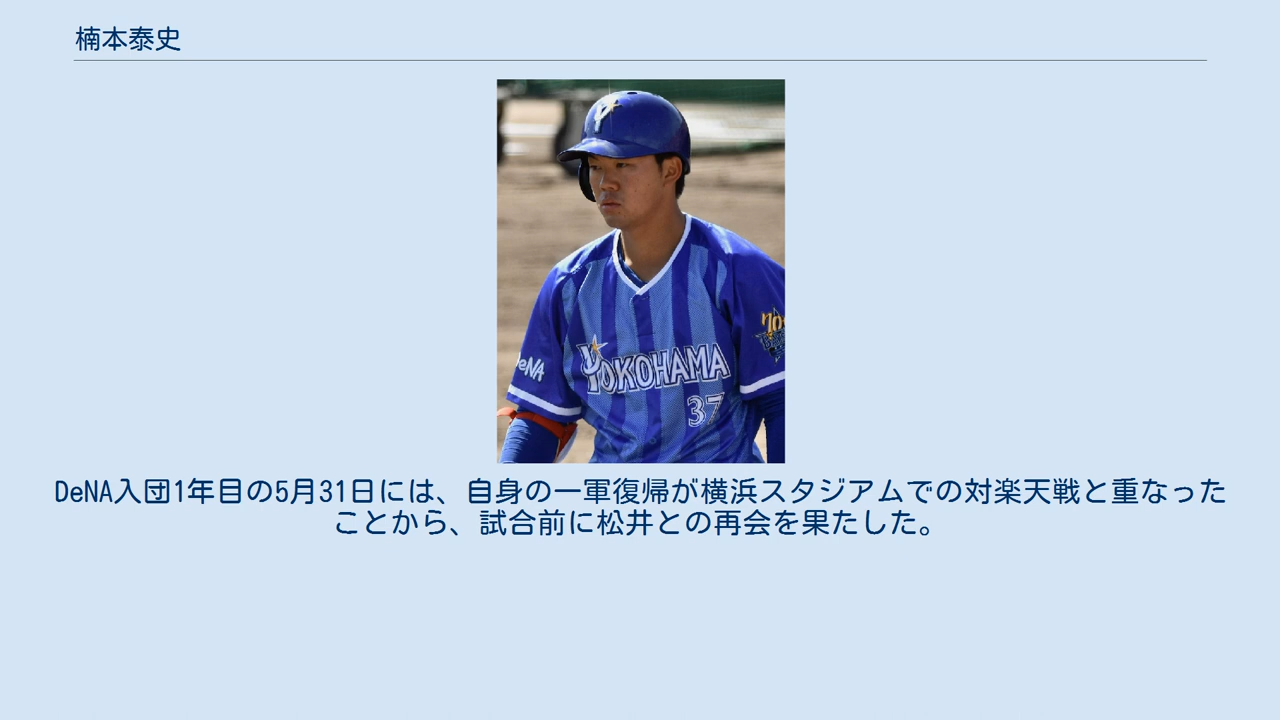 楠本泰史
Y
YOKOHAMA
37
DeNA
DeNA入団1年目の5月31日には、自身の一軍復帰が横浜スタジアムでの対楽天戦と重なった
ことから、試合前に松井との再会を果たした。